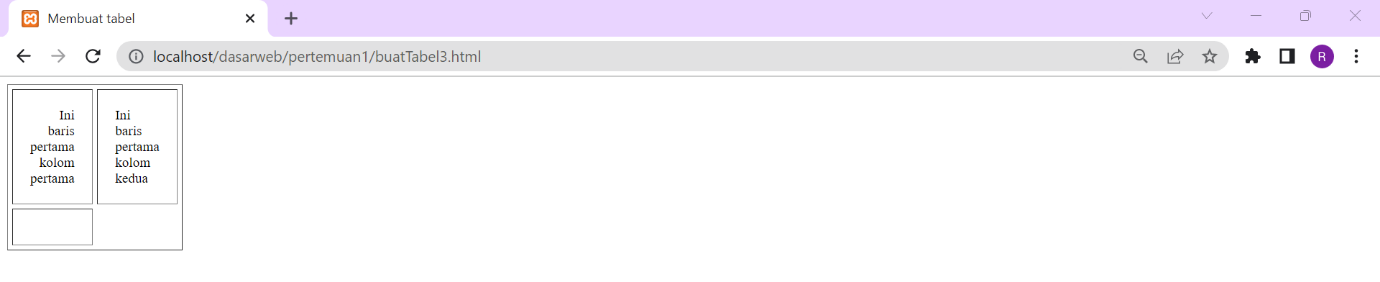 Membuat tabel
localhost/dasarweb/pertemuan1/buatTabel3.html
R
Ini
baris
pertama
kolom
pertama
Ini
baris
pertama
kolom
kedua